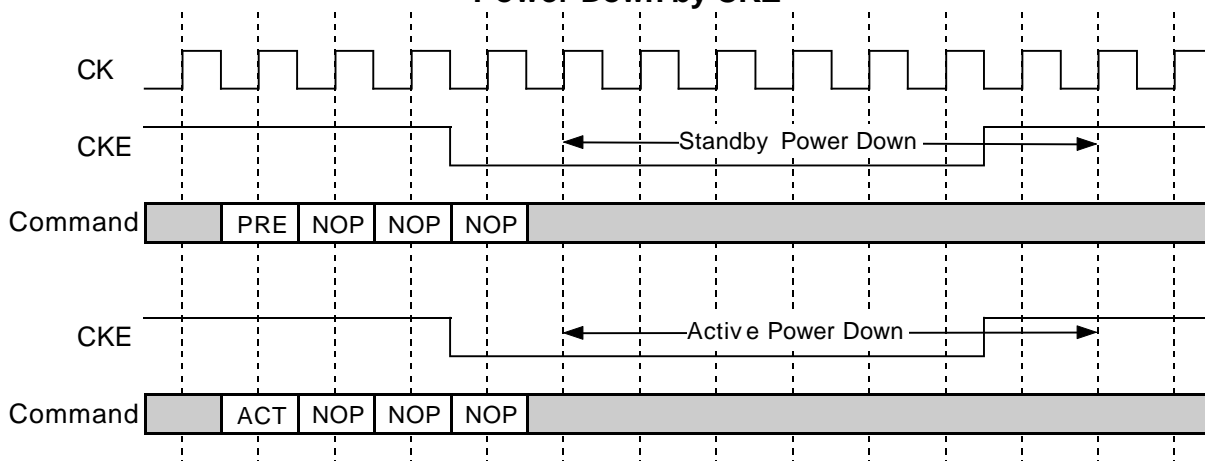 Power Down by CKE
CK
CKE
Standby Power Down
Command
PRE NOP NOP NOP
CKE
Active Power Down
Command
ACT NOP NOP NOP